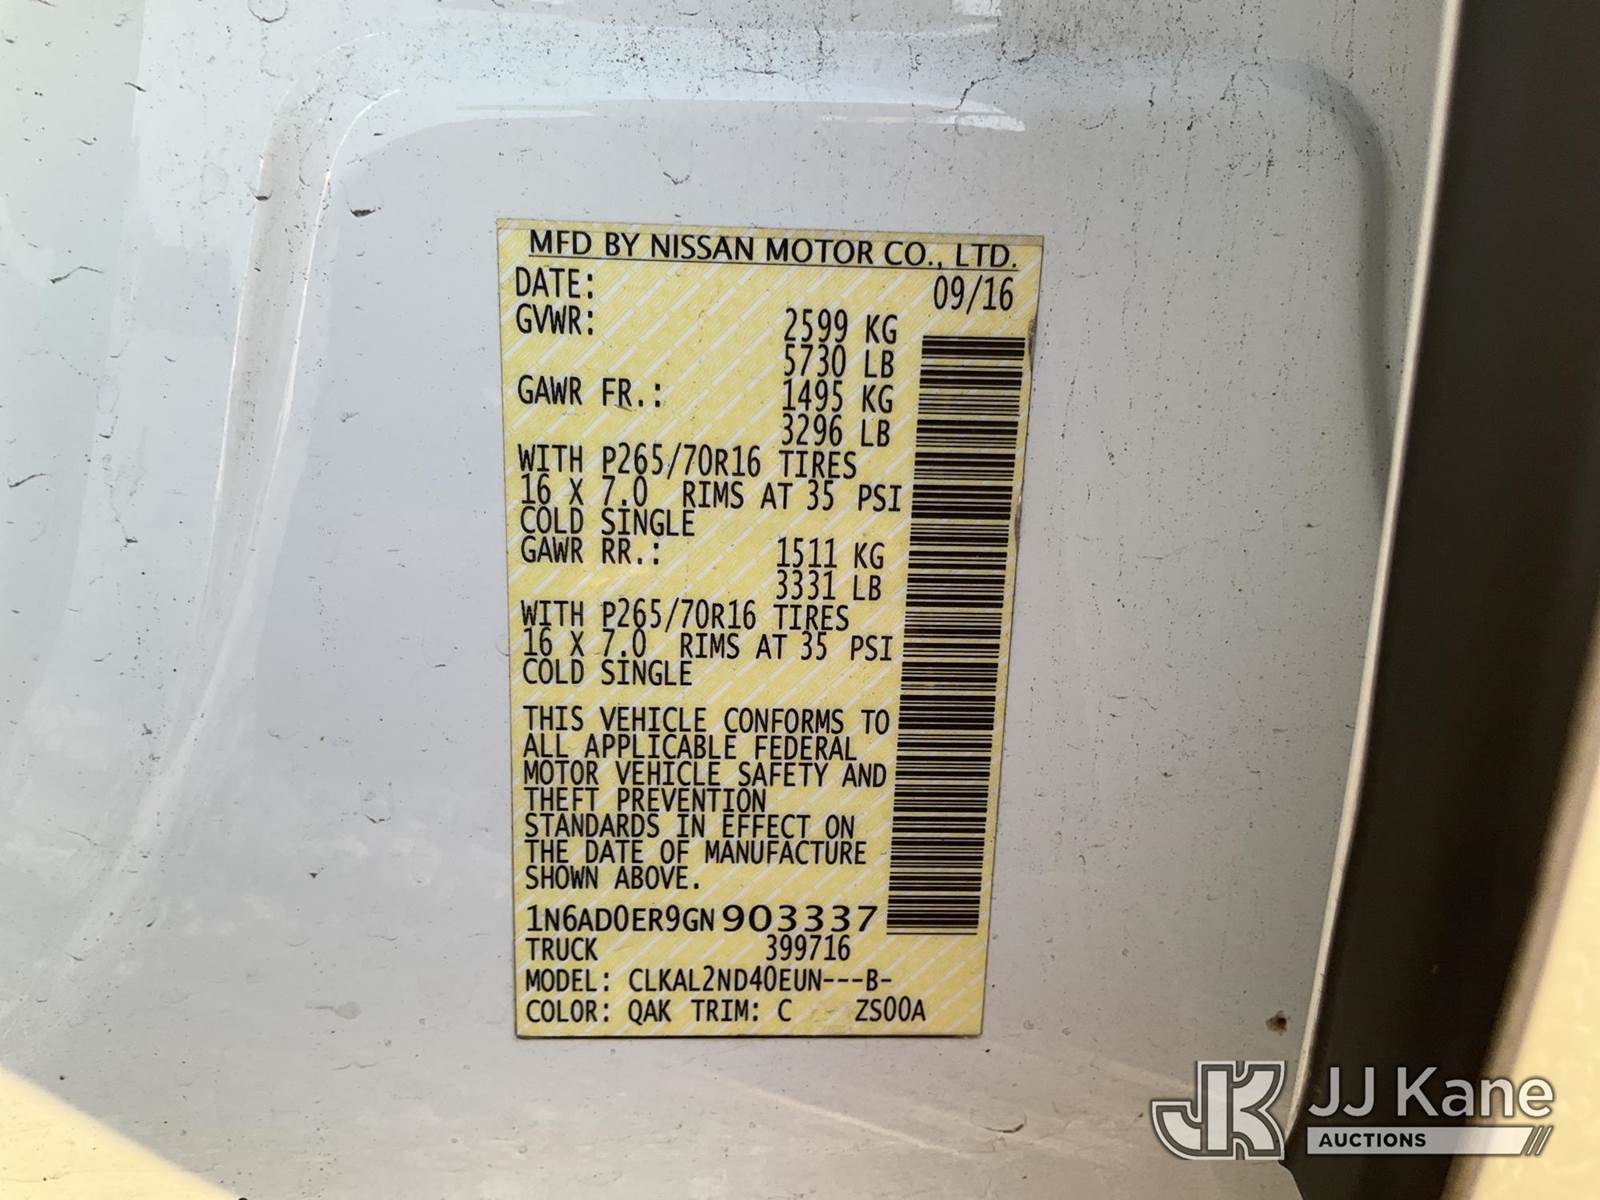 MFD BY NISSAN MOTOR CO., LTD.
DATE: 09/16
GVWR: 2599 KG
5730 LB
GAWR FR.: 1495 KG
3296 LB
WITH P265/70R16 TIRES
16 X 7.0 RIMS AT 35 PSI
COLD SINGLE
GAWR RR.: 1511 KG
3331 LB
WITH P265/70R16 TIRES
16 X 7.0 RIMS AT 35 PSI
COLD SINGLE
THIS VEHICLE CONFORMS TO
ALL APPLICABLE FEDERAL
MOTOR VEHICLE SAFETY AND
THEFT PREVENTION
STANDARDS IN EFFECT ON
THE DATE OF MANUFACTURE
SHOWN ABOVE.
1N6AD0ER9GN 903337
TRUCK 399716
MODEL: CLKAL2ND40EUN---B-
COLOR: QAK TRIM: C ZS00A
JK JJ Kane
AUCTIONS